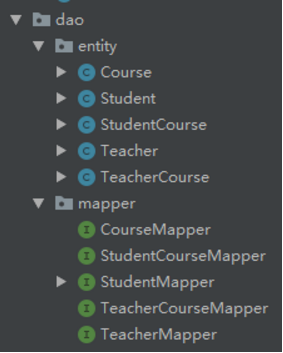 dao
entity
Course
Student
StudentCourse
Teacher
TeacherCourse
mapper
CourseMapper
StudentCourseMapper
StudentMapper
TeacherCourseMapper
TeacherMapper